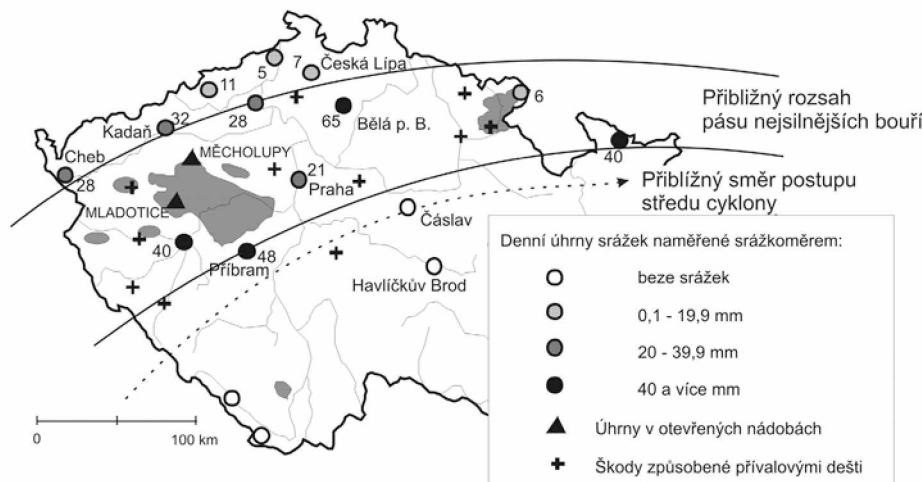 5
7
Česká Lípa
11
28
65
Bělá p. B.
6
Přibližný rozsah
pásu nejsilnějších bouří
32
Kadaň
40
Cheb
28
MĚCHOLUPY
21
Praha
Přiblížný směr postupu
středu cyklony
MLADOTICE
Čáslav
40
48
Příbram
Havlíčkův Brod
Denní úhrny srážek naměřené srážkoměrem:
beze srážek
0,1 - 19,9 mm
20 - 39,9 mm
40 a více mm
Úhrny v otevřených nádobách
Škody způsobené přívalovými dešti
0
100 km